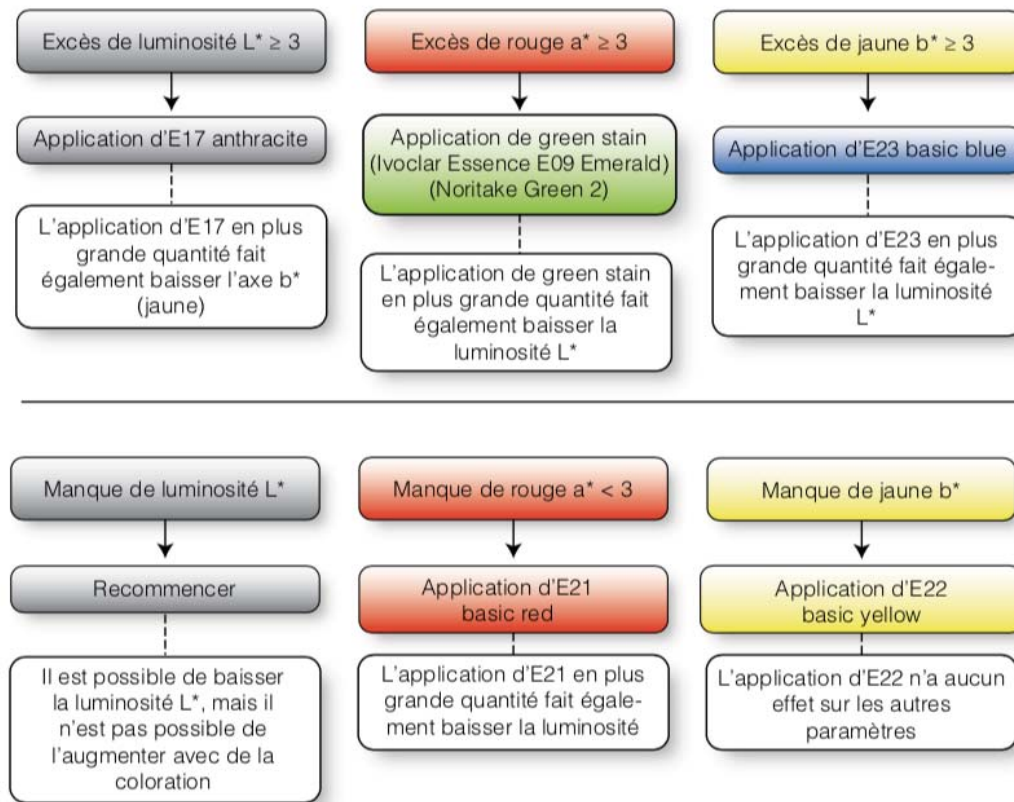 Excès de luminosité L* ≥ 3
Application d'E17 anthracite
L'application d'E17 en plus
grande quantité fait
également baisser l'axe b*
(jaune)
Excès de rouge a* ≥ 3
Application de green stain
(Ivoclar Essence E09 Emerald)
(Noritake Green 2)
L'application de green stain
en plus grande quantité fait
également baisser la
luminosité L*
Excès de jaune b* ≥ 3
Application d'E23 basic blue
L'application d'E23 en plus
grande quantité fait égale-
ment baisser la luminosité
L*
Manque de luminosité L*
Recommencer
Il est possible de baisser
la luminosité L*, mais il
n'est pas possible de
l'augmenter avec de la
coloration
Manque de rouge a* < 3
Application d'E21
basic red
L'application d'E21 en plus
grande quantité fait égale-
ment baisser la luminosité
Manque de jaune b*
Application d'E22
basic yellow
L'application d'E22 n'a aucun
effet sur les autres
paramètres